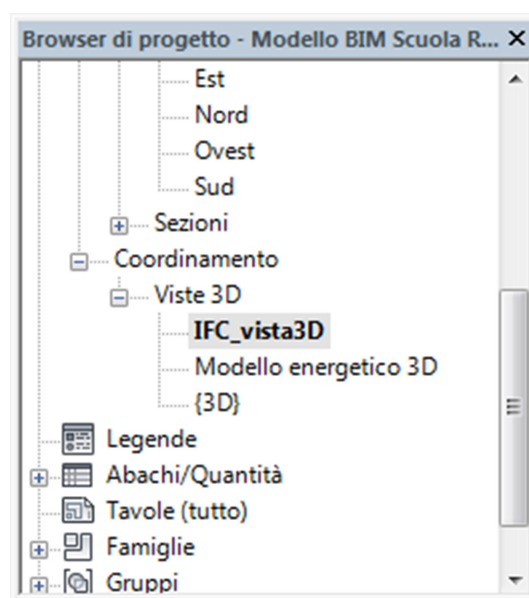 Browser di progetto - Modello BIM Scuola R...
Est
Nord
Ovest
Sud
Sezioni
Coordinamento
Viste 3D
IFC_vista3D
Modello energetico 3D
{3D}
Legende
Abachi/Quantità
Tavole (tutto)
Famiglie
Gruppi